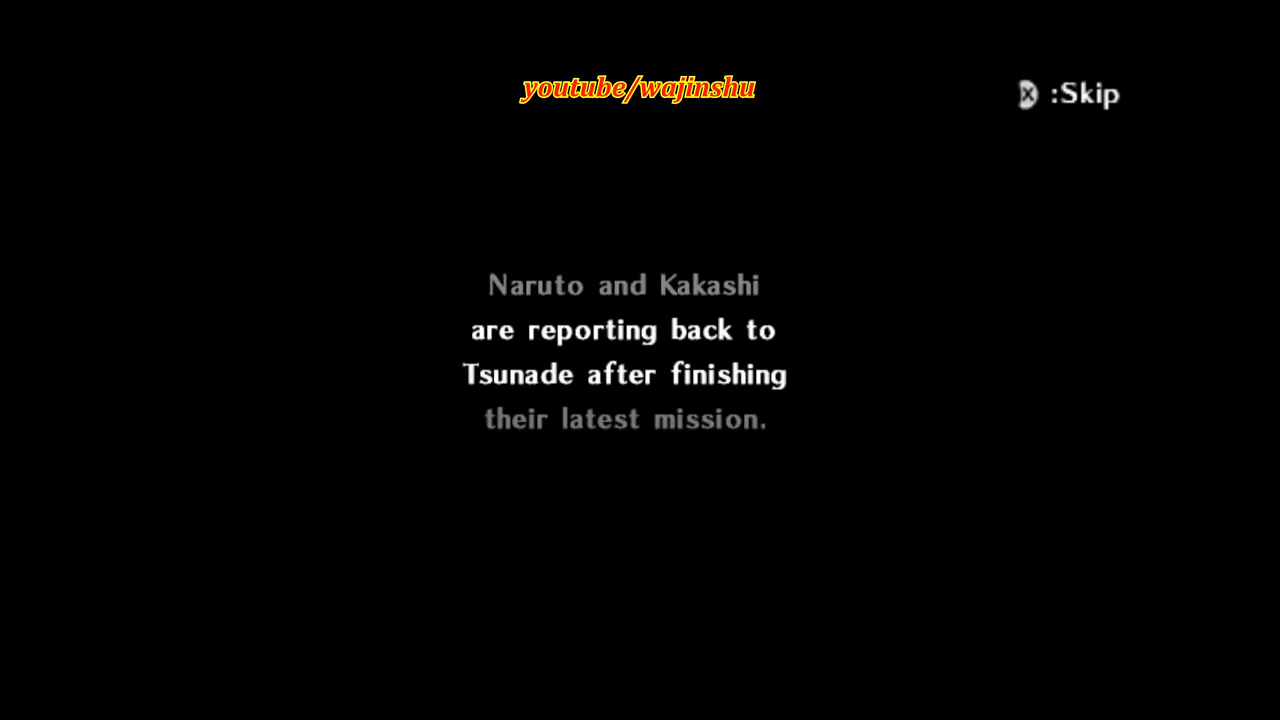 youtube/wajinshu
X :Skip
Naruto and Kakashi
are reporting back to
Tsunade after finishing
their latest mission.